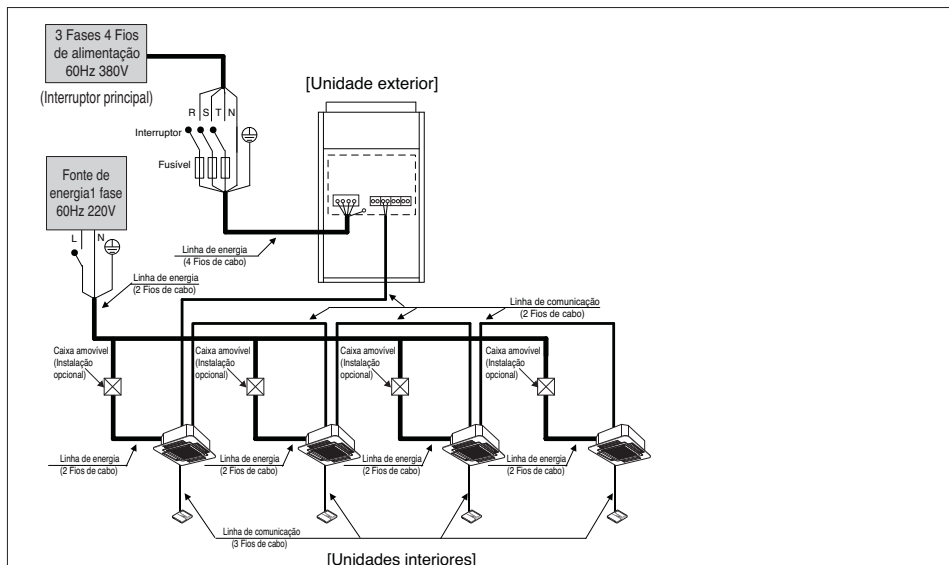 3 Fases 4 Fios
de alimentação
60Hz 380V
(Interruptor principal)
[Unidade exterior]
R S T N
Interruptor
Fusível
Fonte de
energia1 fase
60Hz 220V
L N
Linha de energia
(4 Fios de cabo)
Linha de energia
(2 Fios de cabo)
Linha de comunicação
(2 Fios de cabo)
Caixa amovível
(Instalação
opcional)
Caixa amovível
(Instalação
opcional)
Caixa amovível
(Instalação
opcional)
Caixa amovível
(Instalação
opcional)
Linha de energia
(2 Fios de cabo)
Linha de energia
(2 Fios de cabo)
Linha de energia
(2 Fios de cabo)
Linha de energia
(2 Fios de cabo)
Linha de comunicação
(3 Fios de cabo)
[Unidades interiores]